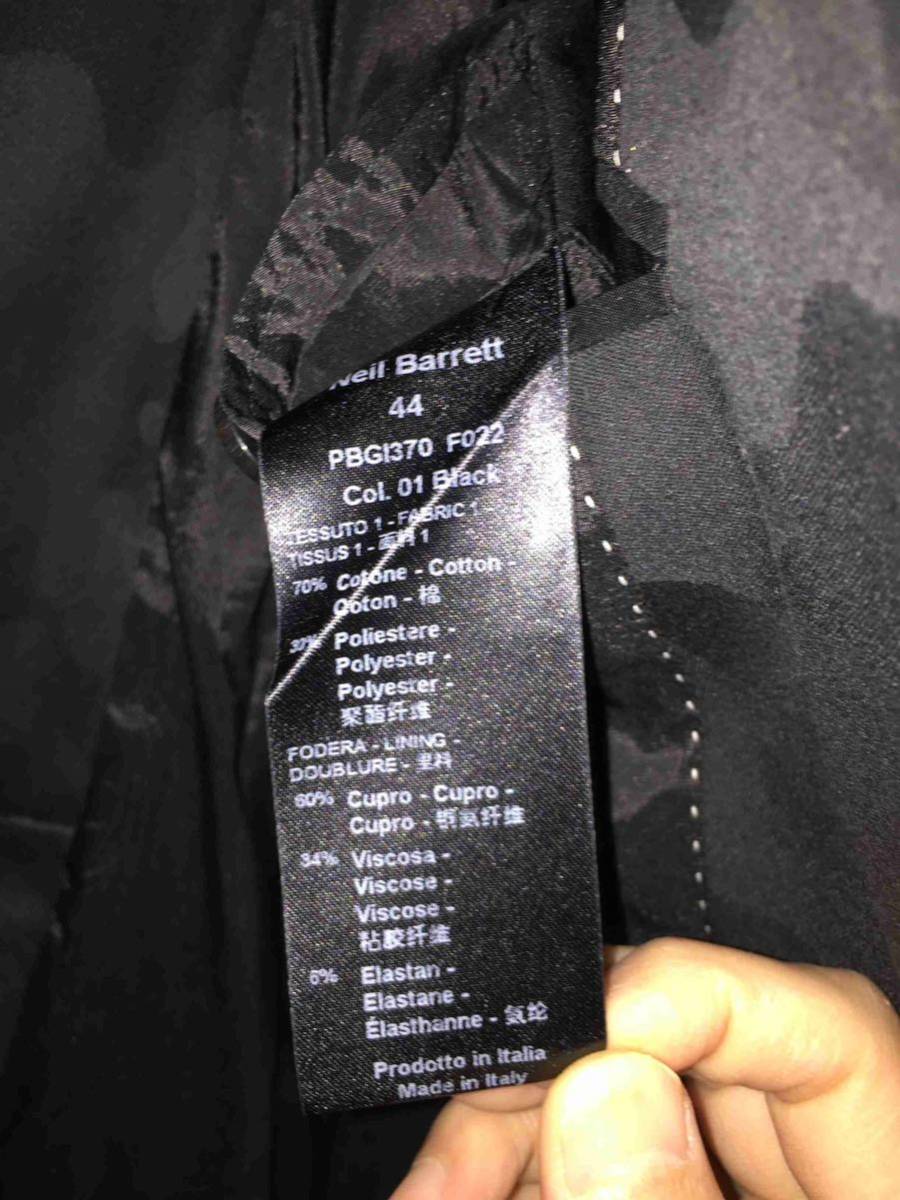 Neil Barrett
44
PBGI370 F022
Col. 01 Black
TESSUTO 1 - FABRIC 1 -
TISSUS 1 - 面料 1
70% Cotone - Cotton -
Coton - 棉
30% Poliestere -
Polyester -
Polyester -
聚酯纤维
FODERA - LINING -
DOUBLURE - 里料
60% Cupro - Cupro -
Cupro - 铜氨纤维
34% Viscosa -
Viscose -
Viscose -
粘胶纤维
6% Elastan -
Elastane -
Élasthanne - 氨纶
Prodotto in Italia
Made in Italy